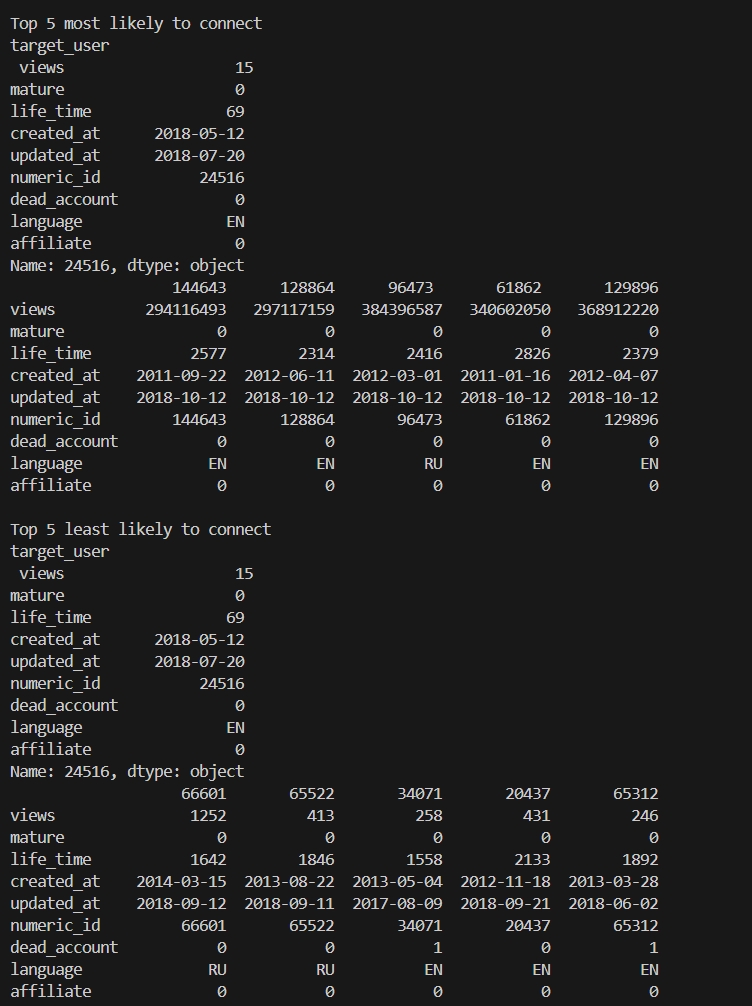 Top 5 most likely to connect
target_user
 views                   15
mature                    0
life_time                69
created_at       2018-05-12
updated_at       2018-07-20
numeric_id            24516
dead_account              0
language                 EN
affiliate                 0
Name: 24516, dtype: object
                 144643      128864      96473       61862       129896
views         294116493   297117159   384396587   340602050   368912220
mature                0           0           0           0           0
life_time          2577        2314        2416        2826        2379
created_at   2011-09-22  2012-06-11  2012-03-01  2011-01-16  2012-04-07
updated_at   2018-10-12  2018-10-12  2018-10-12  2018-10-12  2018-10-12
numeric_id       144643      128864       96473       61862      129896
dead_account          0           0           0           0           0
language             EN          EN          RU          EN          EN
affiliate             0           0           0           0           0

Top 5 least likely to connect
target_user
 views                   15
mature                    0
life_time                69
created_at       2018-05-12
updated_at       2018-07-20
numeric_id            24516
dead_account              0
language                 EN
affiliate                 0
Name: 24516, dtype: object
                  66601       65522       34071       20437       65312
views              1252         413         258         431         246
mature                0           0           0           0           0
life_time          1642        1846        1558        2133        1892
created_at   2014-03-15  2013-08-22  2013-05-04  2012-11-18  2013-03-28
updated_at   2018-09-12  2018-09-11  2017-08-09  2018-09-21  2018-06-02
numeric_id        66601       65522       34071       20437       65312
dead_account          0           0           1           0           1
language             RU          RU          EN          EN          EN
affiliate             0           0           0           0           0